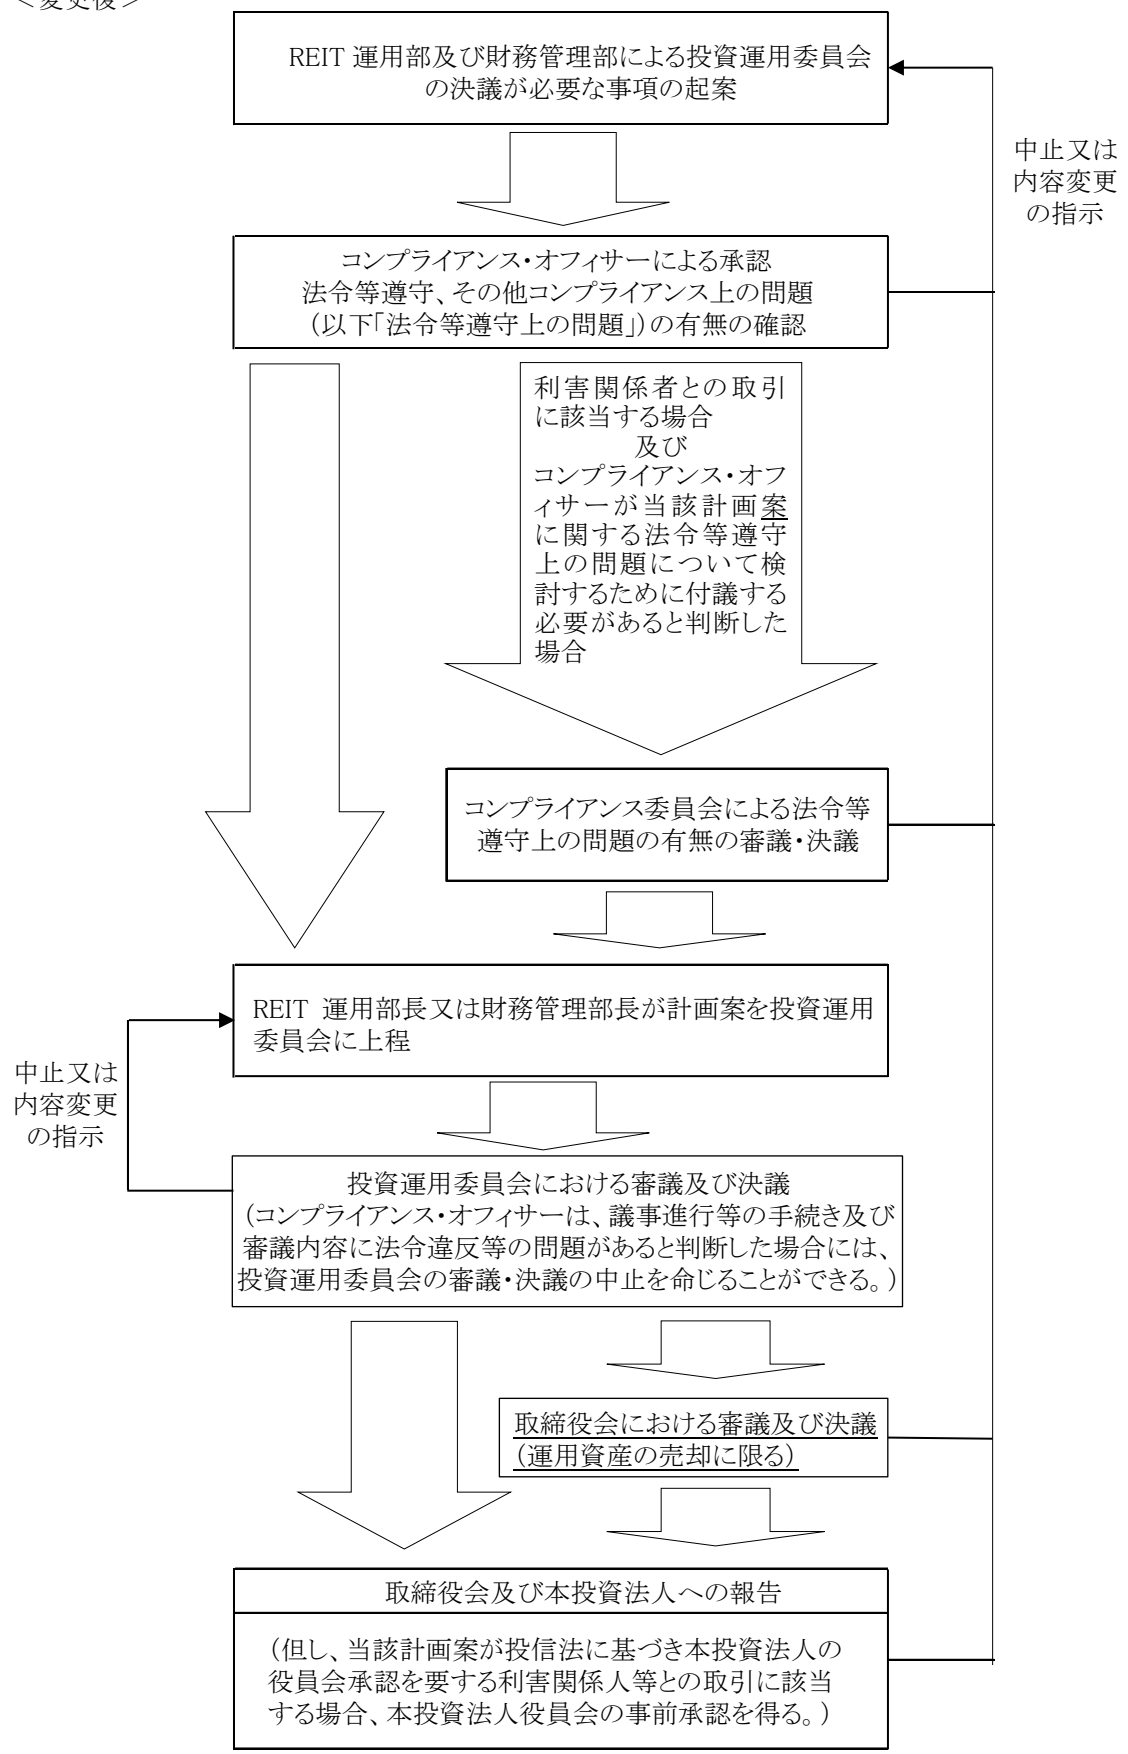 ＜変更後＞
REIT 運用部及び財務管理部による投資運用委員会
の決議が必要な事項の起案
中止又は
内容変更
の指示
コンプライアンス・オフィサーによる承認
法令等遵守、その他コンプライアンス上の問題
（以下「法令等遵守上の問題」）の有無の確認
利害関係者との取引
に該当する場合
及び
コンプライアンス・オフ
ィサーが当該計画案
に関する法令等遵守
上の問題について検
討するために付議する
必要があると判断した
場合
コンプライアンス委員会による法令等
遵守上の問題の有無の審議・決議
REIT 運用部長又は財務管理部長が計画案を投資運用
委員会に上程
中止又は
内容変更
の指示
投資運用委員会における審議及び決議
（コンプライアンス・オフィサーは、議事進行等の手続き及び
審議内容に法令違反等の問題があると判断した場合には、
投資運用委員会の審議・決議の中止を命じることができる。）
取締役会における審議及び決議
（運用資産の売却に限る）
取締役会及び本投資法人への報告
（但し、当該計画案が投信法に基づき本投資法人の
役員会承認を要する利害関係人等との取引に該当
する場合、本投資法人役員会の事前承認を得る。）